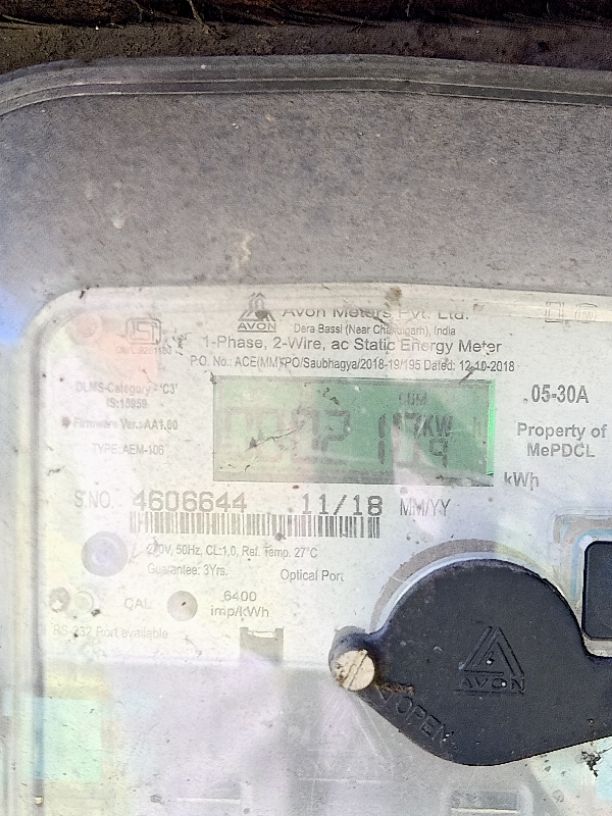 AVON
Avon Meters Pvt. Ltd.
Dera Bassi (Near Chandigarh), India
1-Phase, 2-Wire, ac Static Energy Meter
P.O. No.: ACE(MM)/PO/Saubhagya/2018-19/195 Dated: 12-10-2018
DLMS-Category - 'C3'
IS:15959
Firmware Ver.:AA1.00
TYPE: AEM-106
CUM
KW
05-30A
Property of
MePDCL
kWh
S.NO. 4606644 11/18 MM/YY
240V, 50Hz, CL:1.0, Ref. Temp. 27°C
Guarantee: 3Yrs. Optical Port
CAL 6400
imp/kWh
RS-232 Port available
AVON
OPEN